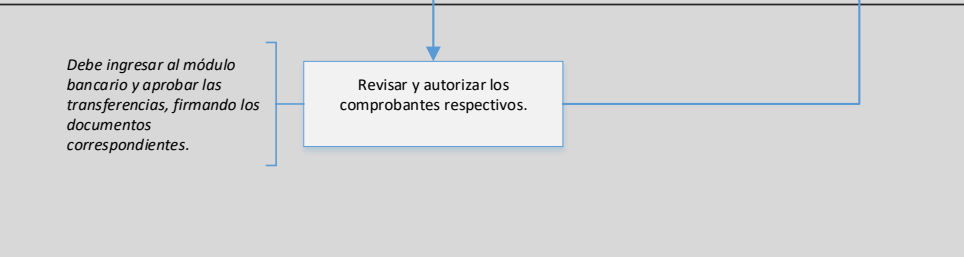 Debe ingresar al módulo
bancario y aprobar las
transferencias, firmando los
documentos
correspondientes.
Revisar y autorizar los
comprobantes respectivos.